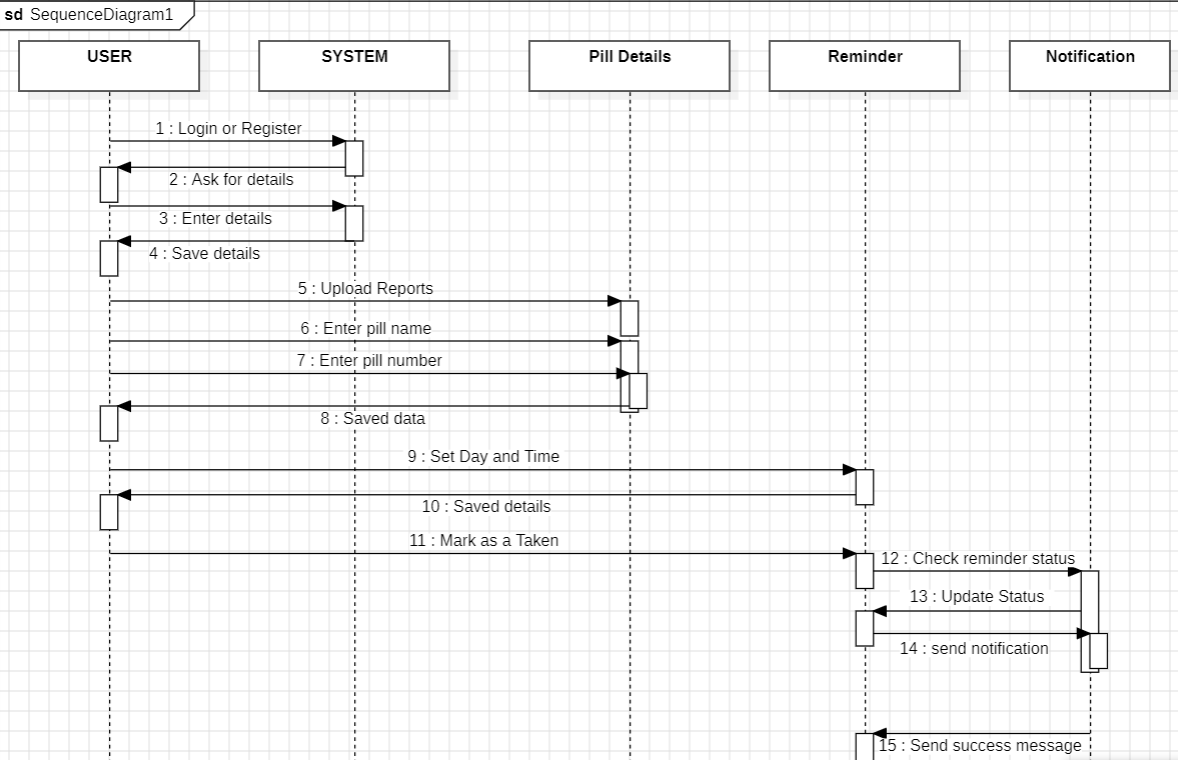 sd SequenceDiagram1
USER
SYSTEM
Pill Details
Reminder
Notification
1 : Login or Register
2 : Ask for details
3 : Enter details
4 : Save details
5 : Upload Reports
6 : Enter pill name
7 : Enter pill number
8 : Saved data
9 : Set Day and Time
10 : Saved details
11 : Mark as a Taken
12 : Check reminder status
13 : Update Status
14 : send notification
15 : Send success message